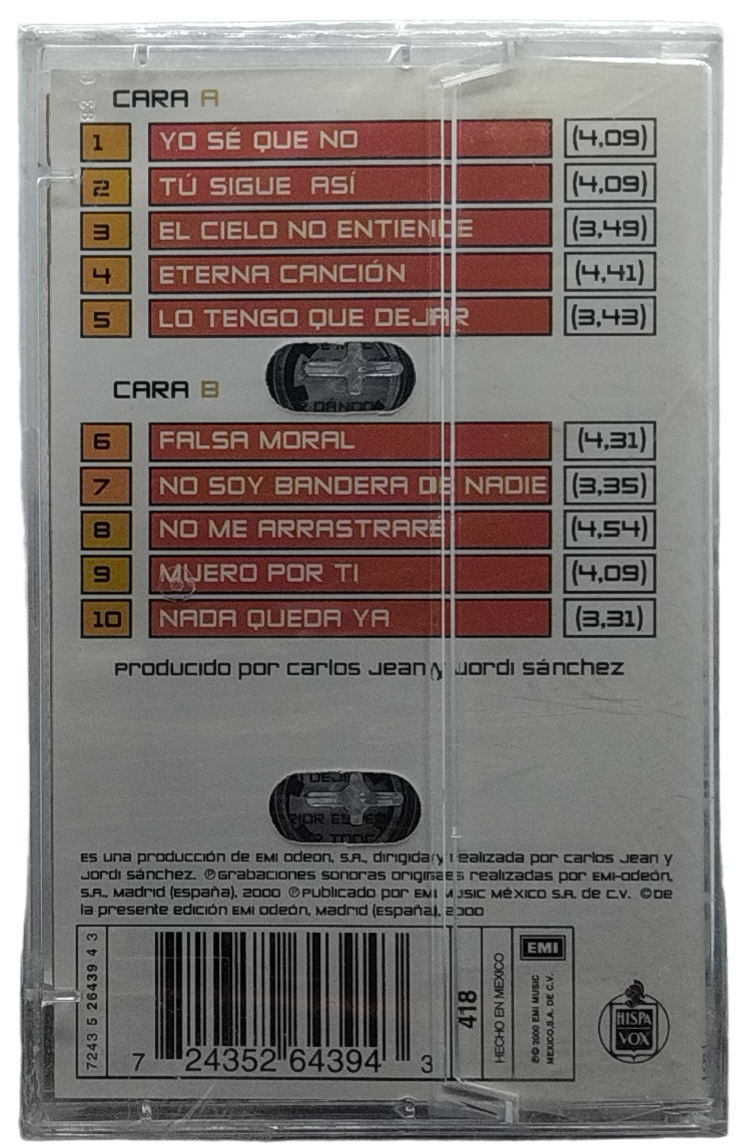 CARA A
1 YO SÉ QUE NO (4,09)
2 TÚ SIGUE ASÍ (4,09)
3 EL CIELO NO ENTIENDE (3,49)
4 ETERNA CANCIÓN (4,41)
5 LO TENGO QUE DEJAR (3,43)
CARA B
6 FALSA MORAL (4,31)
7 NO SOY BANDERA DE NADIE (3,35)
8 NO ME ARRASTRARÉ (4,54)
9 MUERO POR TI (4,09)
10 NADA QUEDA YA (3,31)
Producido por Carlos Jean y Jordi Sánchez
Es una producción de EMI Odeon, S.A., dirigida y realizada por Carlos Jean y
Jordi Sánchez. ℗Grabaciones sonoras originales realizadas por EMI-Odeón,
S.A., Madrid (España), 2000 ℗Publicado por EMI Music México S.A. de C.V. ©De
la presente edición EMI Odeón, Madrid (España), 2000
7243 5 26439 4 3
7 24352 64394 3
418
HECHO EN MEXICO
EMI
℗© 2000 EMI MUSIC
MEXICO,S.A. DE C.V.
HISPA
VOX